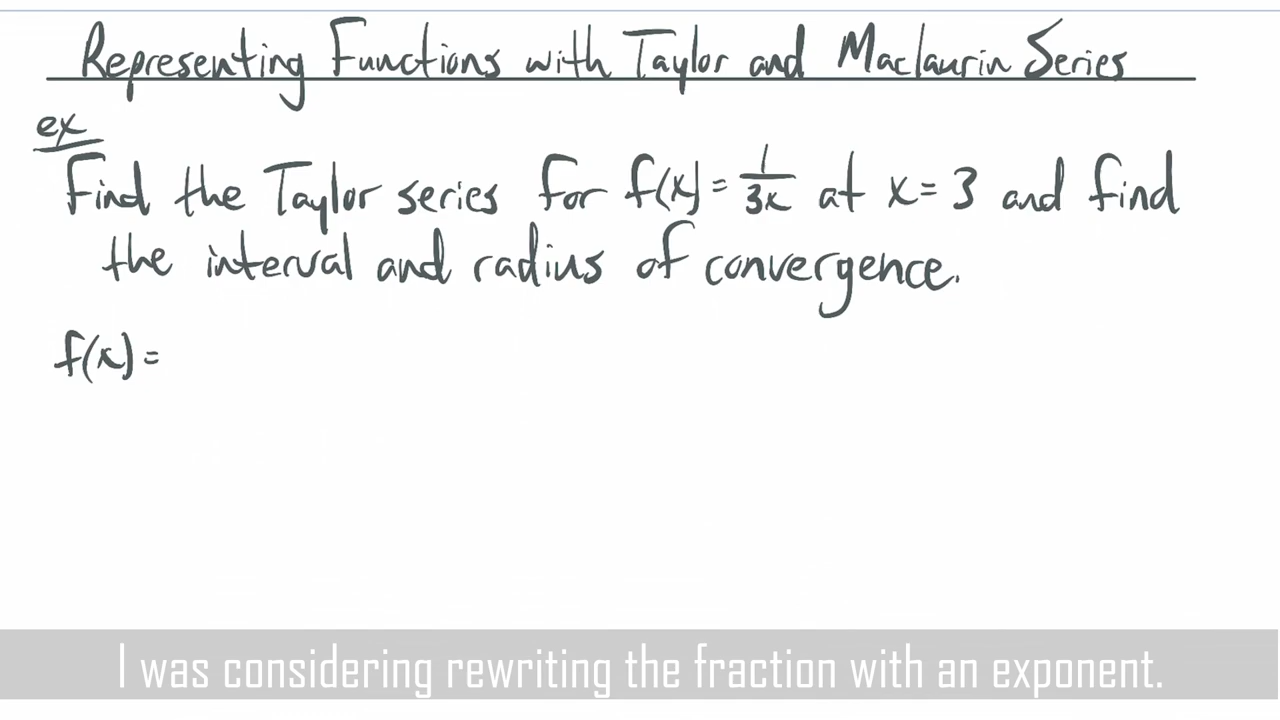 Representing Functions with Taylor and Maclaurin Series
ex
Find the Taylor series for f(x) = 1/3x at x = 3 and find
the interval and radius of convergence.
f(x) =
I was considering rewriting the fraction with an exponent.